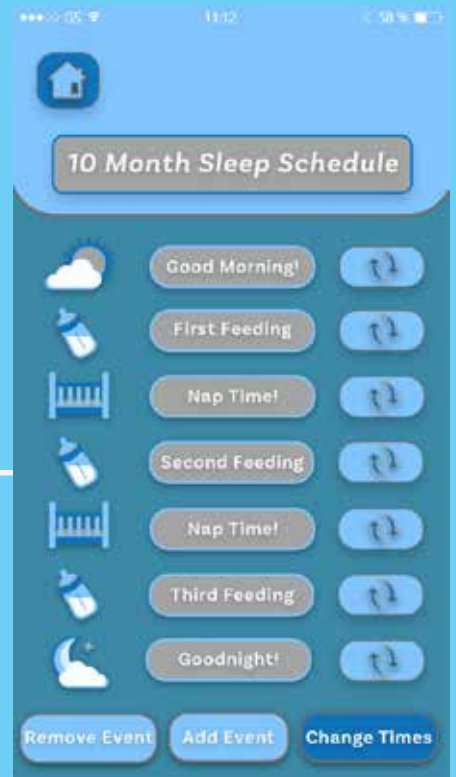 11:12
58 %
10 Month Sleep Schedule
Good Morning!
First Feeding
Nap Time!
Second Feeding
Nap Time!
Third Feeding
Goodnight!
Remove Event
Add Event
Change Times